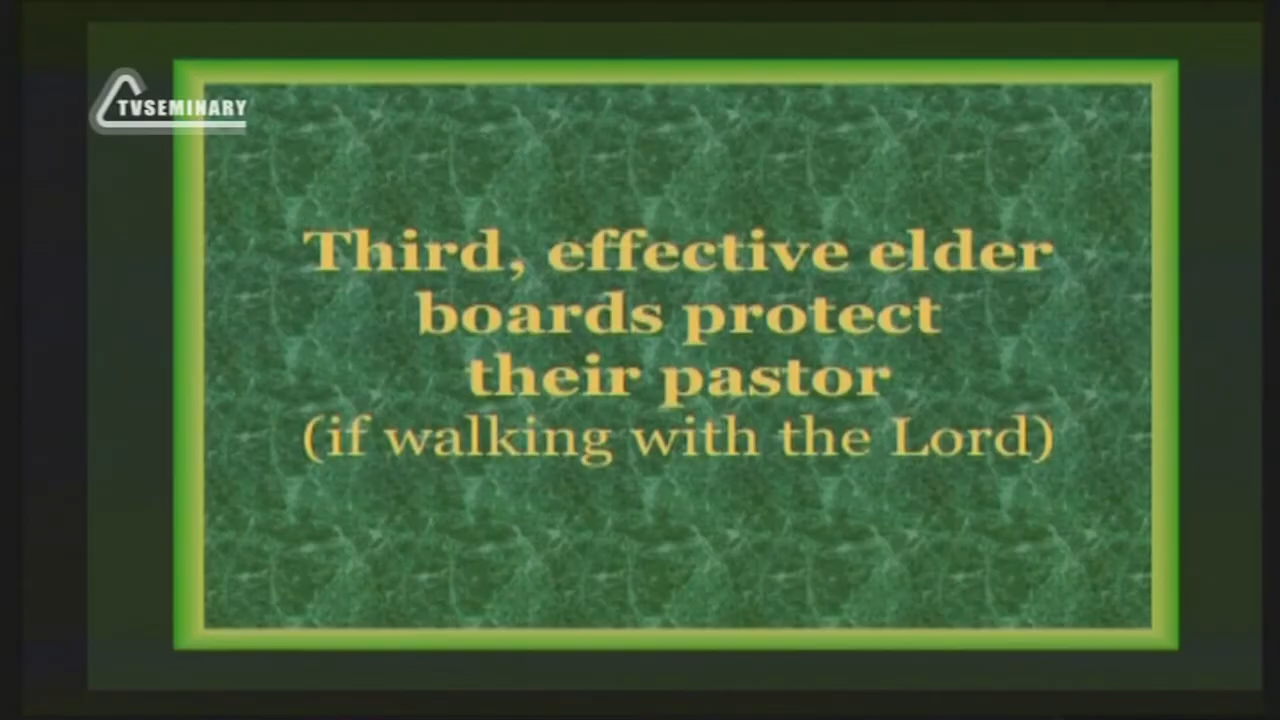 TVSEMINARY
Third, effective elder
boards protect
their pastor
(if walking with the Lord)